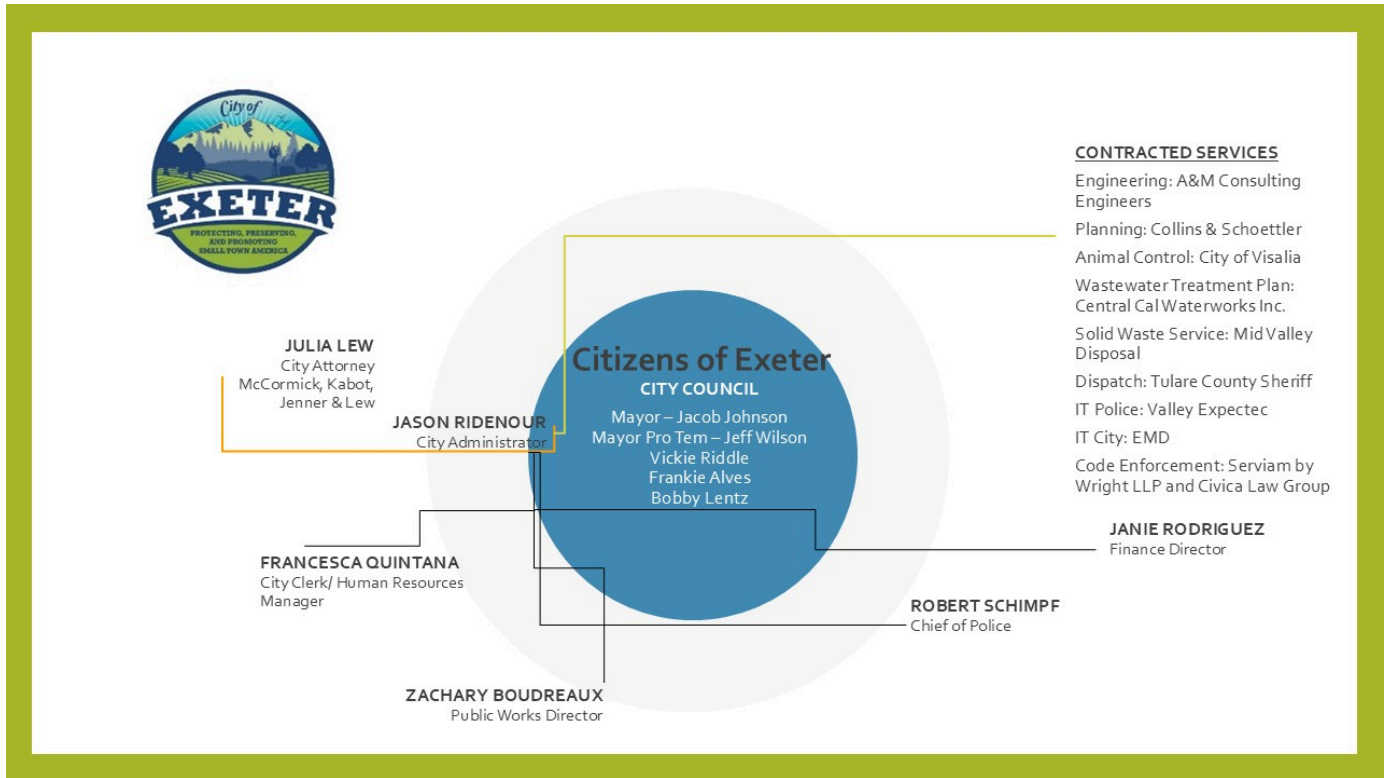 City of
EXETER
PROTECTING, PRESERVING,
AND PROMOTING
SMALL TOWN AMERICA
CONTRACTED SERVICES
Engineering: A&M Consulting
Engineers
Planning: Collins & Schoettler
Animal Control: City of Visalia
Wastewater Treatment Plan:
Central Cal Waterworks Inc.
Solid Waste Service: Mid Valley
Disposal
Dispatch: Tulare County Sheriff
IT Police: Valley Expectec
IT City: EMD
Code Enforcement: Serviam by
Wright LLP and Civica Law Group
JULIA LEW
City Attorney
McCormick, Kabot,
Jenner & Lew
JASON RIDENOUR
City Administrator
Citizens of Exeter
CITY COUNCIL
Mayor – Jacob Johnson
Mayor Pro Tem – Jeff Wilson
Vickie Riddle
Frankie Alves
Bobby Lentz
FRANCESCA QUINTANA
City Clerk/ Human Resources
Manager
JANIE RODRIGUEZ
Finance Director
ROBERT SCHIMPF
Chief of Police
ZACHARY BOUDREAUX
Public Works Director